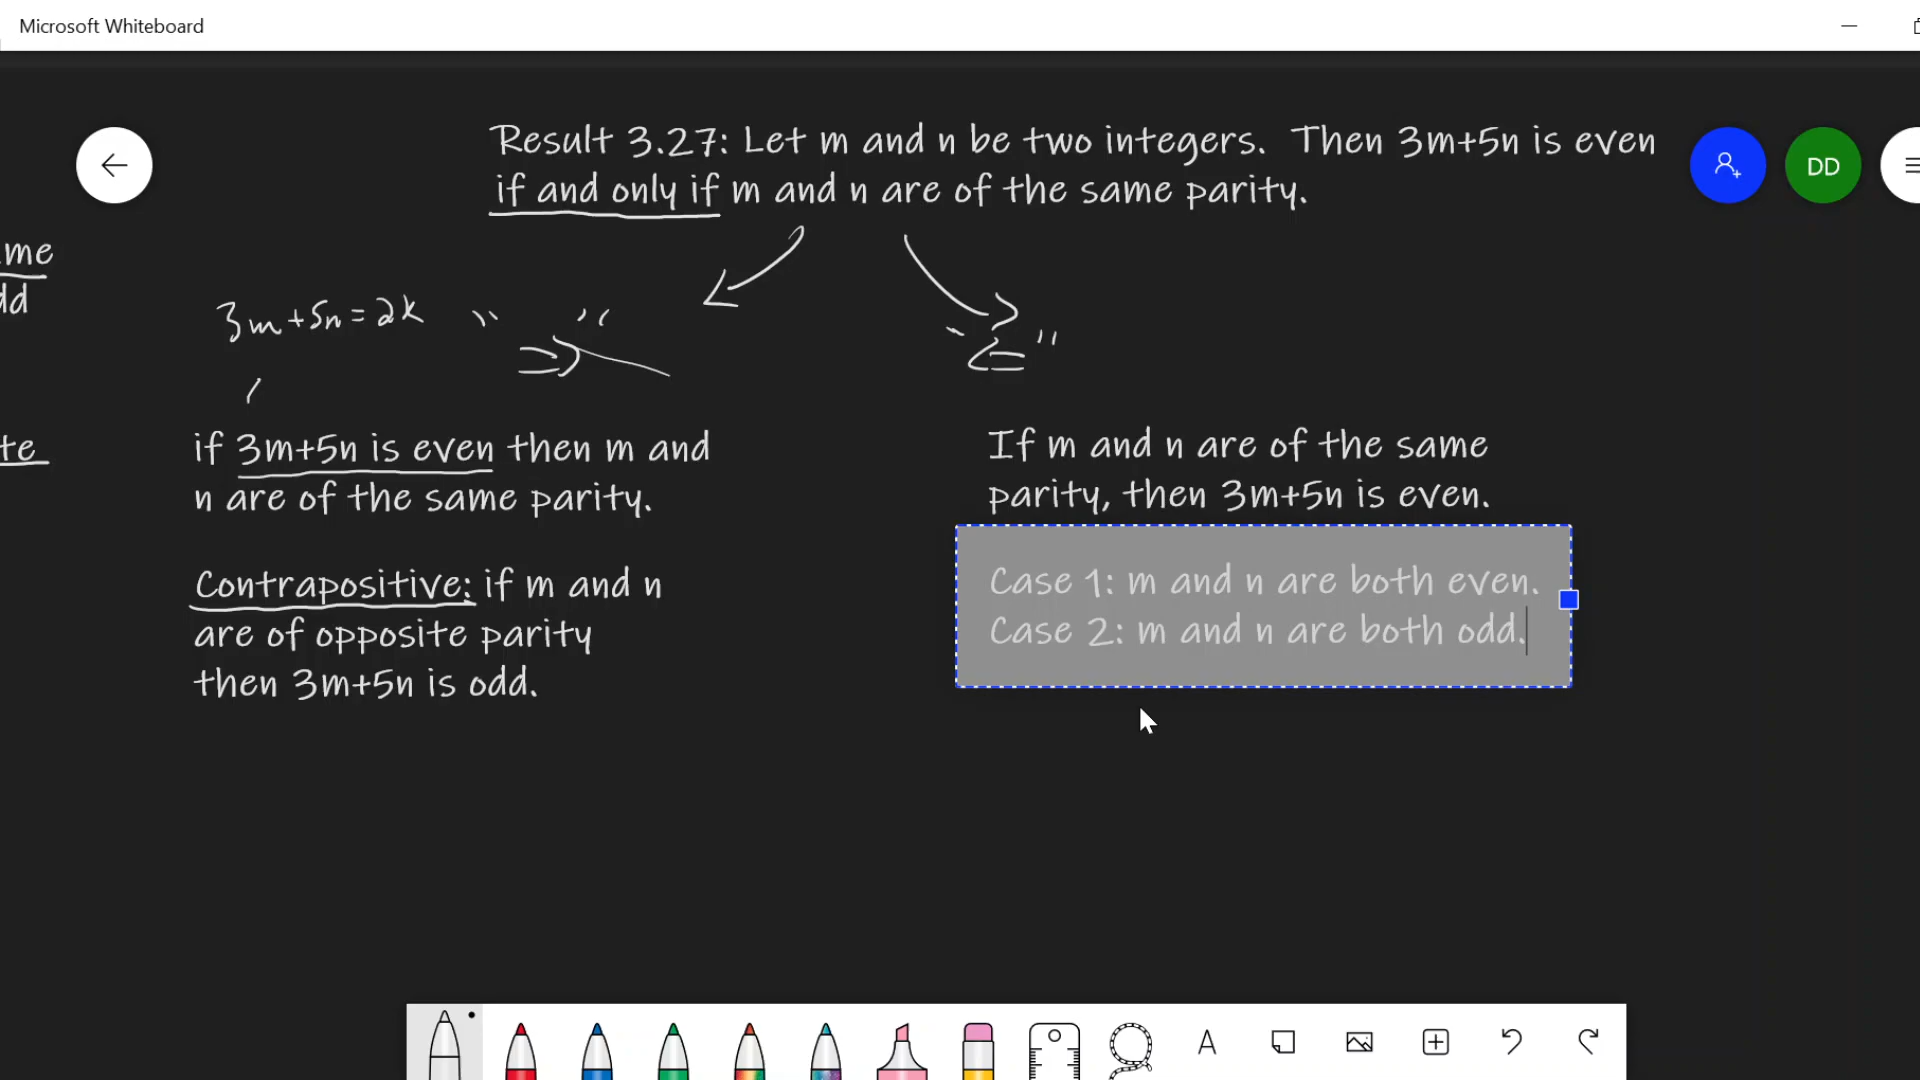 Microsoft Whiteboard
Result 3.27: Let m and n be two integers. Then 3m+5n is even
if and only if m and n are of the same parity.
DD
me
dd
te
3m+5n=2k
"⇒"
if 3m+5n is even then m and
n are of the same parity.
Contrapositive: if m and n
are of opposite parity
then 3m+5n is odd.
"⇐"
If m and n are of the same
parity, then 3m+5n is even.
Case 1: m and n are both even.
Case 2: m and n are both odd.
A